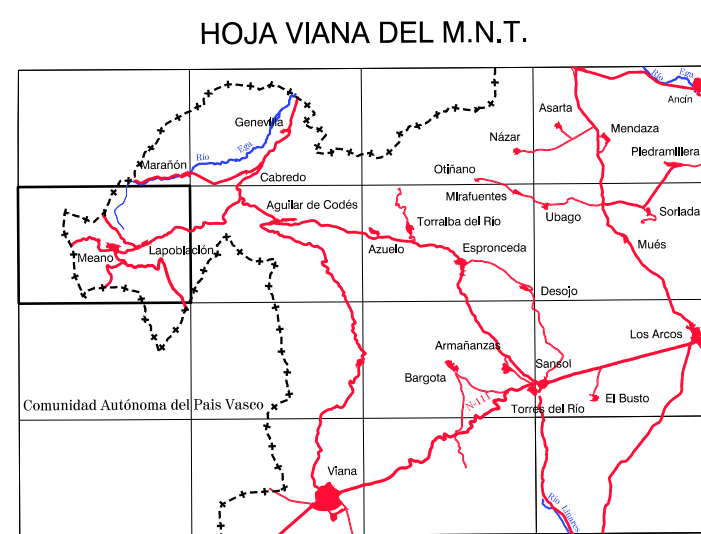 HOJA VIANA DEL M.N.T.
Río Ega
Ancín
Asarta
Genevilla
Mendaza
Názar
Río Ega
Piedramillera
Marañón
Otiñano
Cabredo
Mirafuentes
Aguilar de Codés
Sorlada
Ubago
Torralba del Río
Lapoblación
Azuelo
Espronceda
Mués
Meano
Desojo
Los Arcos
Armañanzas
Sansol
Bargota
El Busto
N-111
Comunidad Autónoma del Pais Vasco
Torres del Río
Viana
Río Linares